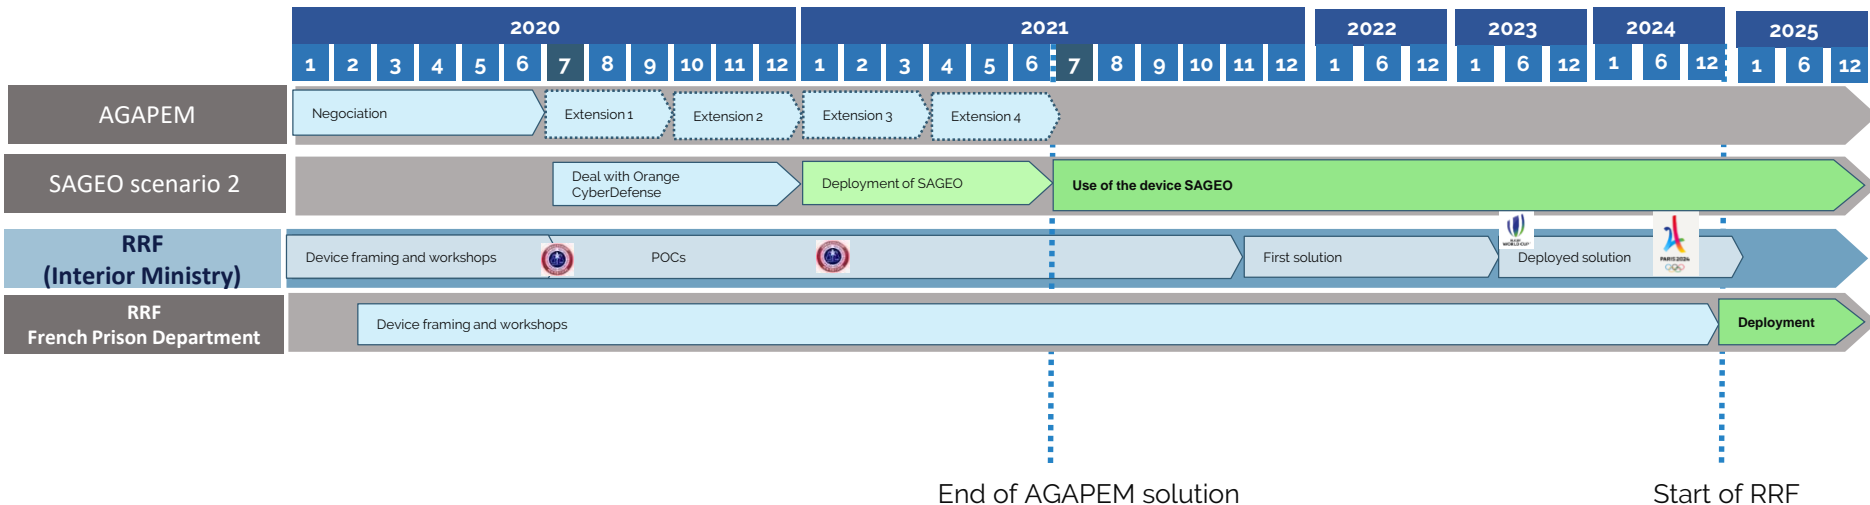 2020
2021
2022
2023
2024
2025
1 2 3 4 5 6 7 8 9 10 11 12 1 2 3 4 5 6 7 8 9 10 11 12 1 6 12 1 6 12 1 6 12 1 6 12
AGAPEM
Negociation
Extension 1
Extension 2
Extension 3
Extension 4
SAGEO scenario 2
Deal with Orange
CyberDefense
Deployment of SAGEO
Use of the device SAGEO
RRF
(Interior Ministry)
Device framing and workshops
POCs
First solution
WORLD CUP
Deployed solution
PARIS 2024
RRF
French Prison Department
Device framing and workshops
Deployment
End of AGAPEM solution
Start of RRF